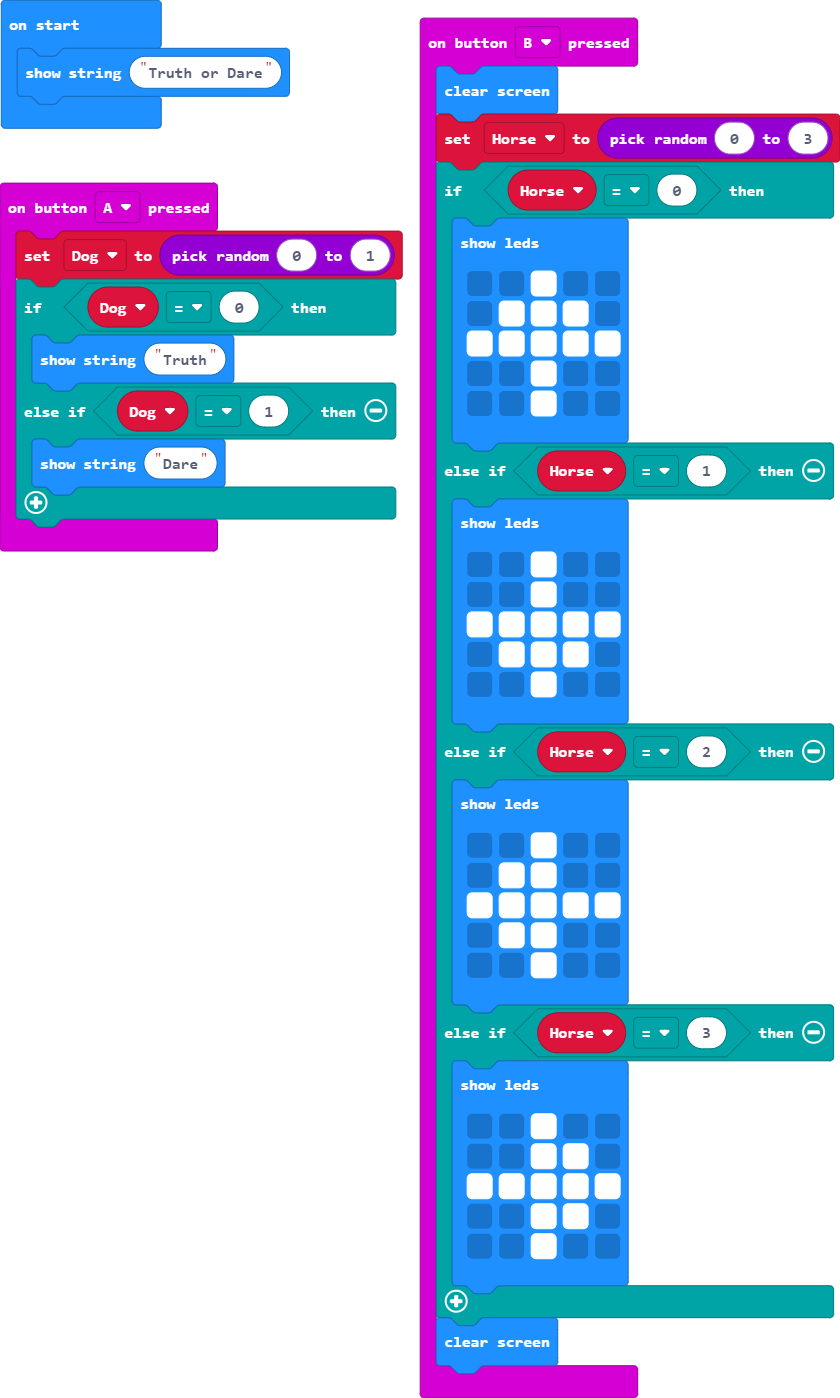 on start
show string "Truth or Dare"
on button A pressed
set Dog to pick random 0 to 1
if Dog = 0 then
show string "Truth"
else if Dog = 1 then
show string "Dare"
on button B pressed
clear screen
set Horse to pick random 0 to 3
if Horse = 0 then
show leds
else if Horse = 1 then
show leds
else if Horse = 2 then
show leds
else if Horse = 3 then
show leds
clear screen